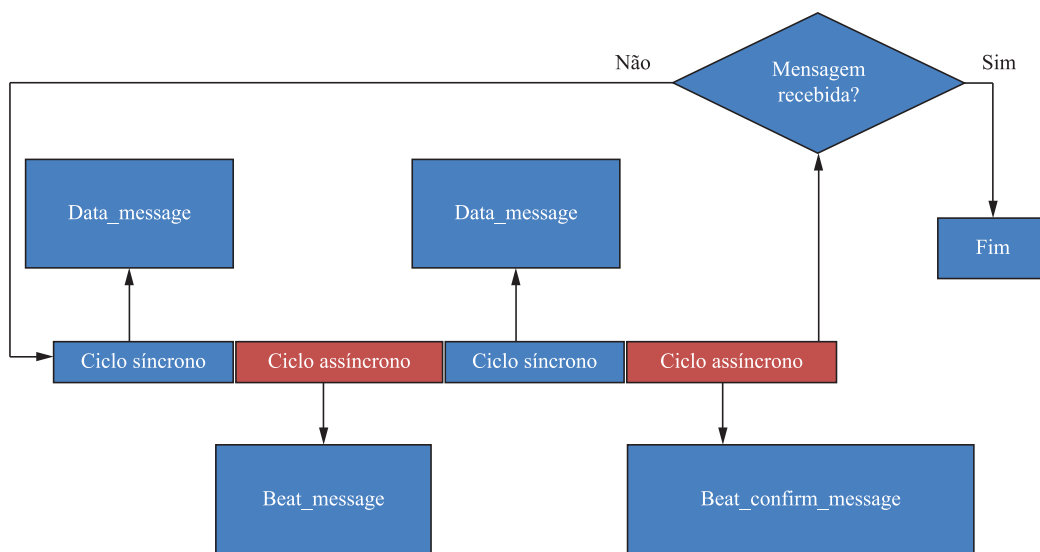 Não
Mensagem
recebida?
Sim
Data_message
Data_message
Fim
Ciclo síncrono
Ciclo assíncrono
Ciclo síncrono
Ciclo assíncrono
Beat_message
Beat_confirm_message